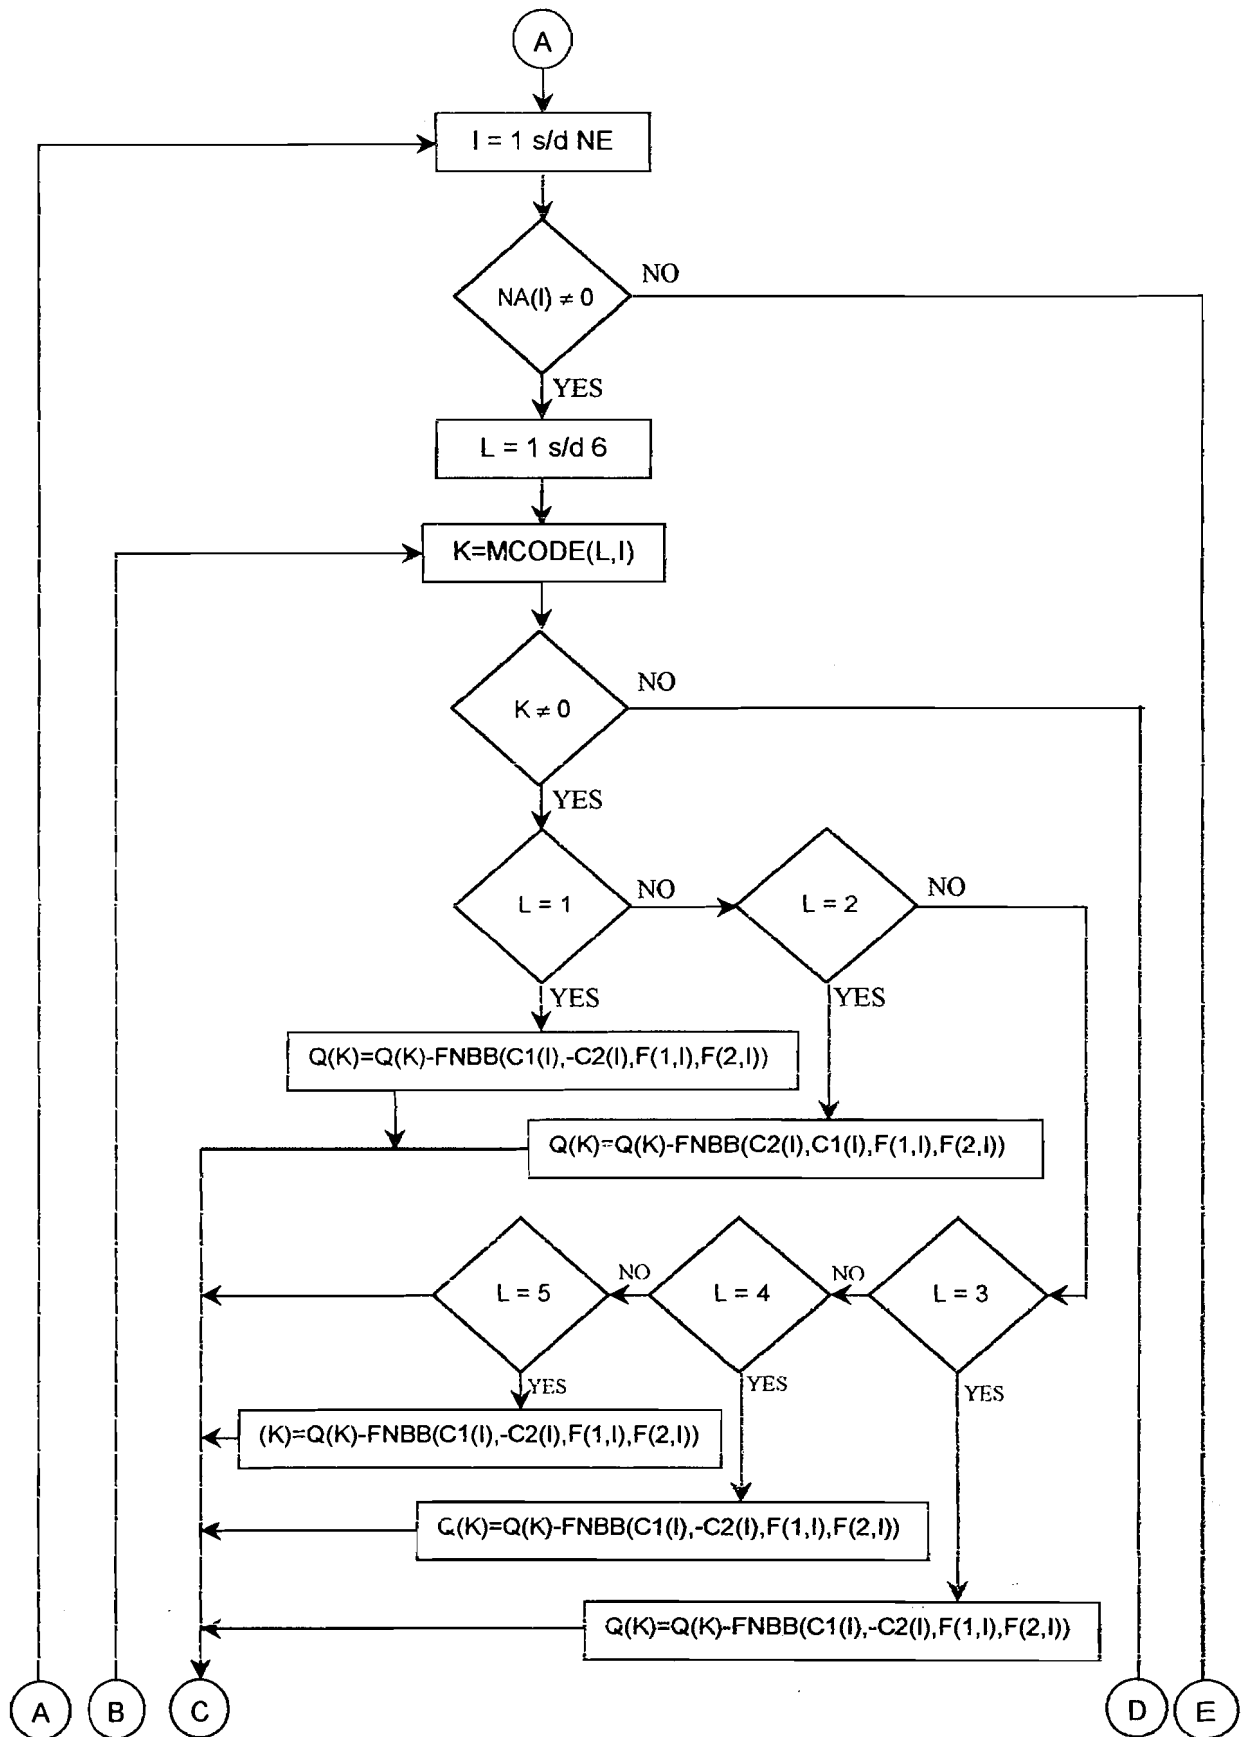 A
I = 1 s/d NE
NA(I) ≠ 0
NO
YES
L = 1 s/d 6
K=MCODE(L,I)
K ≠ 0
NO
YES
L = 1
NO
L = 2
NO
YES
YES
Q(K)=Q(K)-FNBB(C1(I),-C2(I),F(1,I),F(2,I))
Q(K)=Q(K)-FNBB(C2(I),C1(I),F(1,I),F(2,I))
L = 5
NO
L = 4
NO
L = 3
YES
YES
YES
(K)=Q(K)-FNBB(C1(I),-C2(I),F(1,I),F(2,I))
Q(K)=Q(K)-FNBB(C1(I),-C2(I),F(1,I),F(2,I))
Q(K)=Q(K)-FNBB(C1(I),-C2(I),F(1,I),F(2,I))
A
B
C
D
E